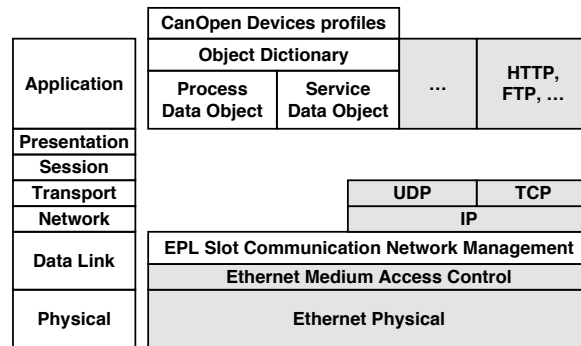 CanOpen Devices profiles
Application
Object Dictionary
Process
Data Object
Service
Data Object
...
HTTP,
FTP, ...
Presentation
Session
Transport
UDP
TCP
Network
IP
Data Link
EPL Slot Communication Network Management
Ethernet Medium Access Control
Physical
Ethernet Physical